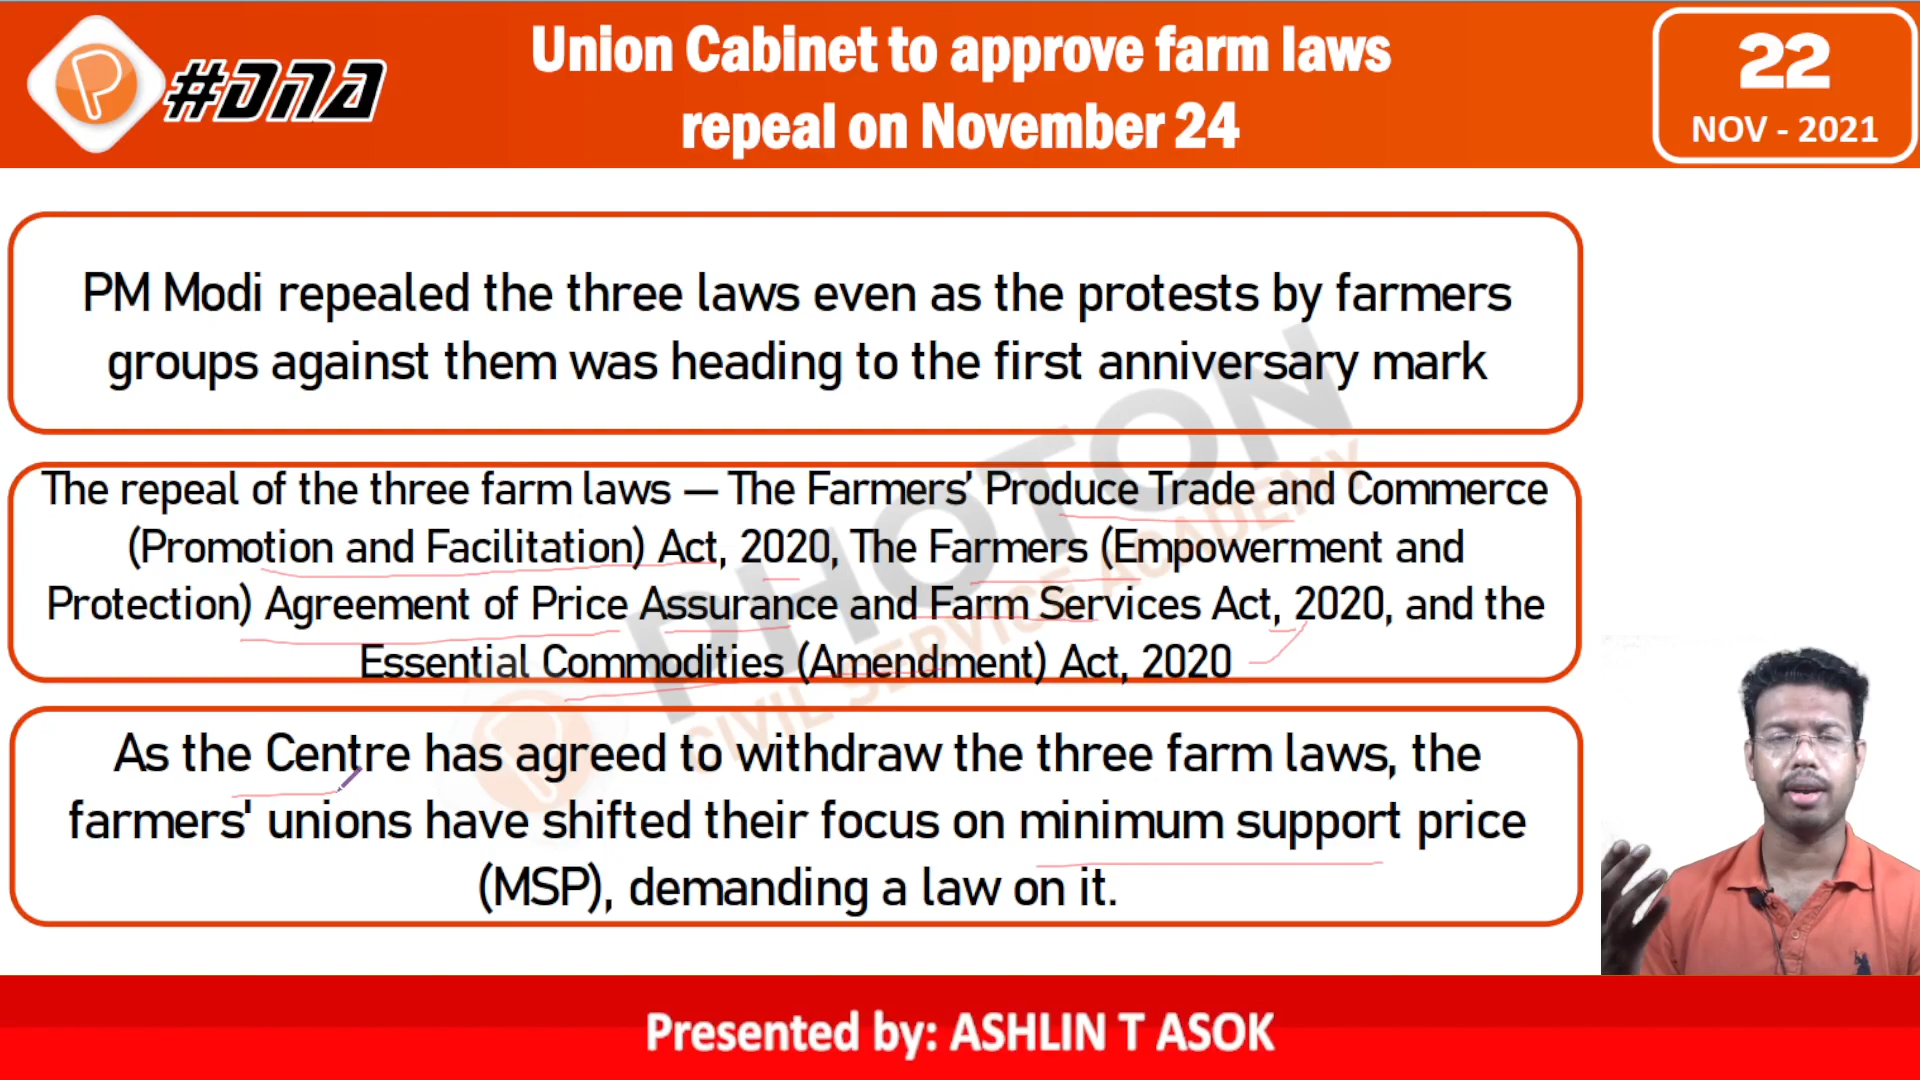 #DNA
Union Cabinet to approve farm laws
repeal on November 24
22
NOV - 2021
PM Modi repealed the three laws even as the protests by farmers
groups against them was heading to the first anniversary mark
The repeal of the three farm laws — The Farmers’ Produce Trade and Commerce
(Promotion and Facilitation) Act, 2020, The Farmers (Empowerment and
Protection) Agreement of Price Assurance and Farm Services Act, 2020, and the
Essential Commodities (Amendment) Act, 2020
As the Centre has agreed to withdraw the three farm laws, the
farmers' unions have shifted their focus on minimum support price
(MSP), demanding a law on it.
PHOTON
CIVIL SERVICE ACADEMY
Presented by: ASHLIN T ASOK